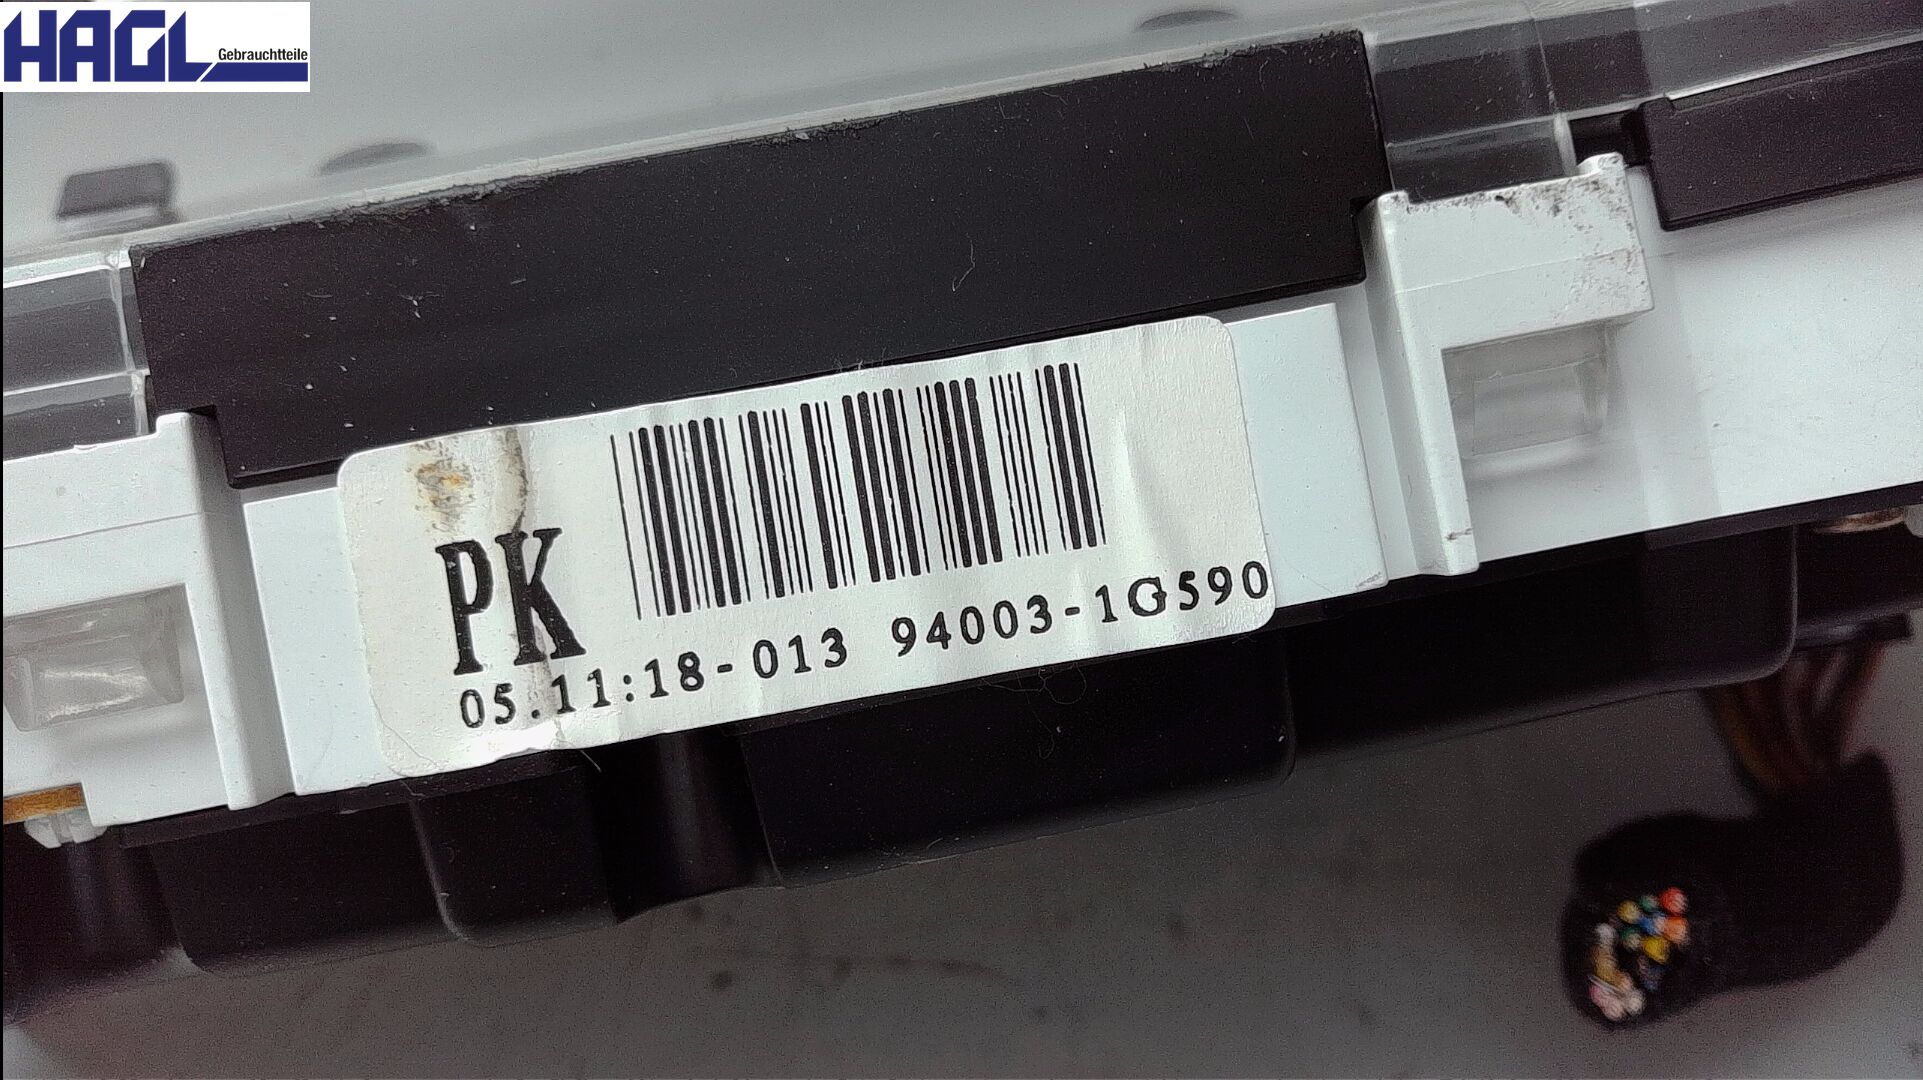 HAGL
Gebrauchtteile
PK
05:11:18-013 94003-1G590